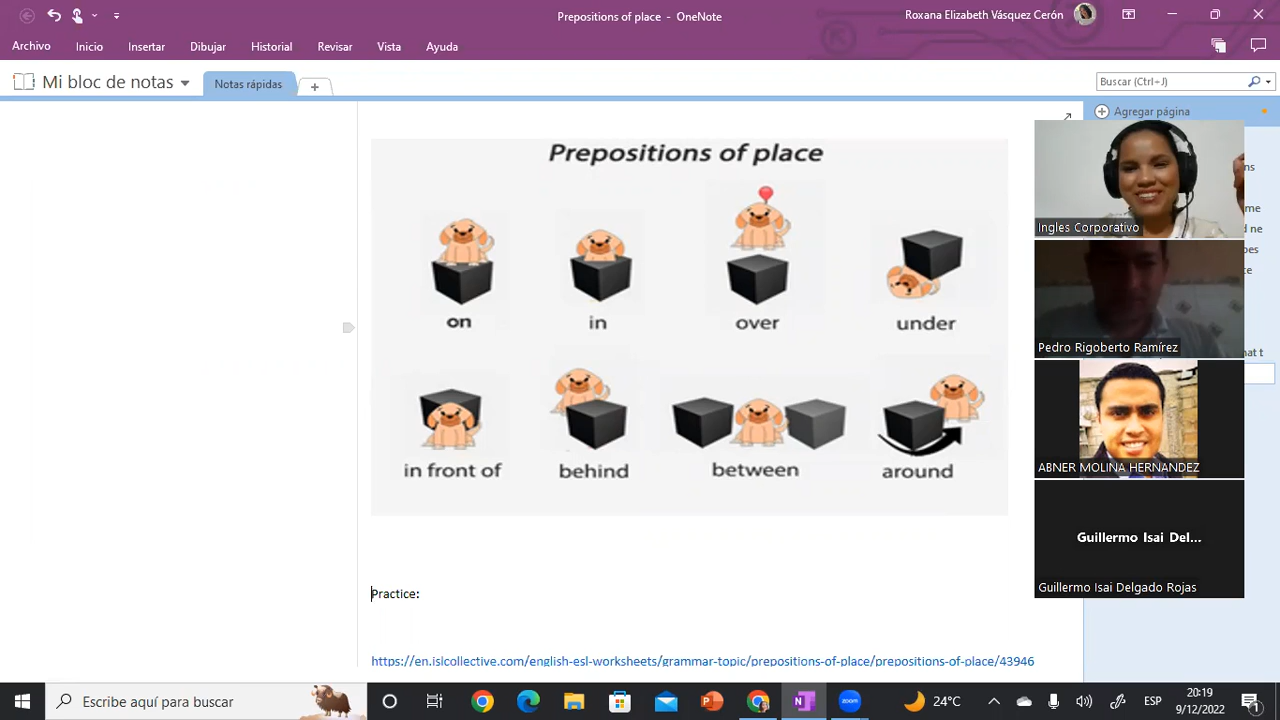 Prepositions of place - OneNote
Roxana Elizabeth Vásquez Cerón
Archivo Inicio Insertar Dibujar Historial Revisar Vista Ayuda
Mi bloc de notas
Notas rápidas
+
Buscar (Ctrl+J)
Agregar página
Prepositions of place
on in over under
in front of behind between around
Practice:
https://en.islcollective.com/english-esl-worksheets/grammar-topic/prepositions-of-place/prepositions-of-place/43946
Ingles Corporativo
Pedro Rigoberto Ramírez
ABNER MOLINA HERNANDEZ
Guillermo Isai Del...
Guillermo Isai Delgado Rojas
Escribe aquí para buscar
zoom
24°C
ESP
20:19
9/12/2022